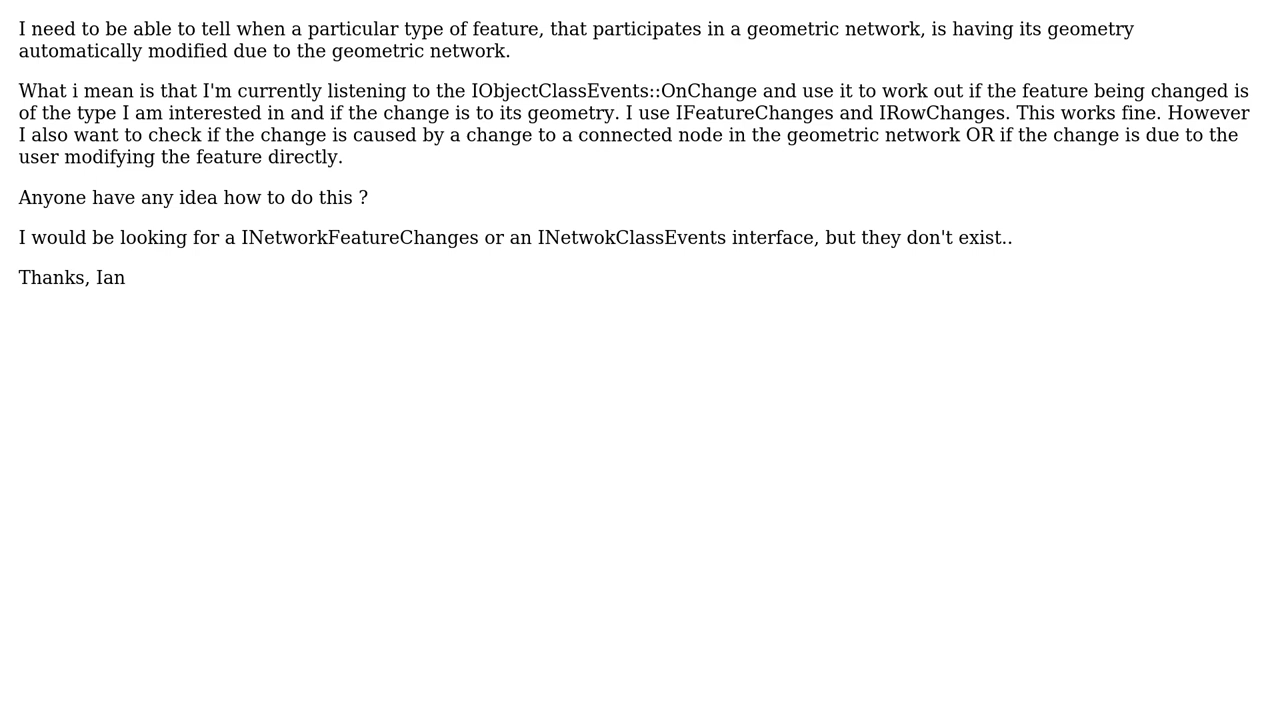 I need to be able to tell when a particular type of feature, that participates in a geometric network, is having its geometry
automatically modified due to the geometric network.
What i mean is that I'm currently listening to the IObjectClassEvents::OnChange and use it to work out if the feature being changed is
of the type I am interested in and if the change is to its geometry. I use IFeatureChanges and IRowChanges. This works fine. However
I also want to check if the change is caused by a change to a connected node in the geometric network OR if the change is due to the
user modifying the feature directly.
Anyone have any idea how to do this ?
I would be looking for a INetworkFeatureChanges or an INetwokClassEvents interface, but they don't exist..
Thanks, Ian